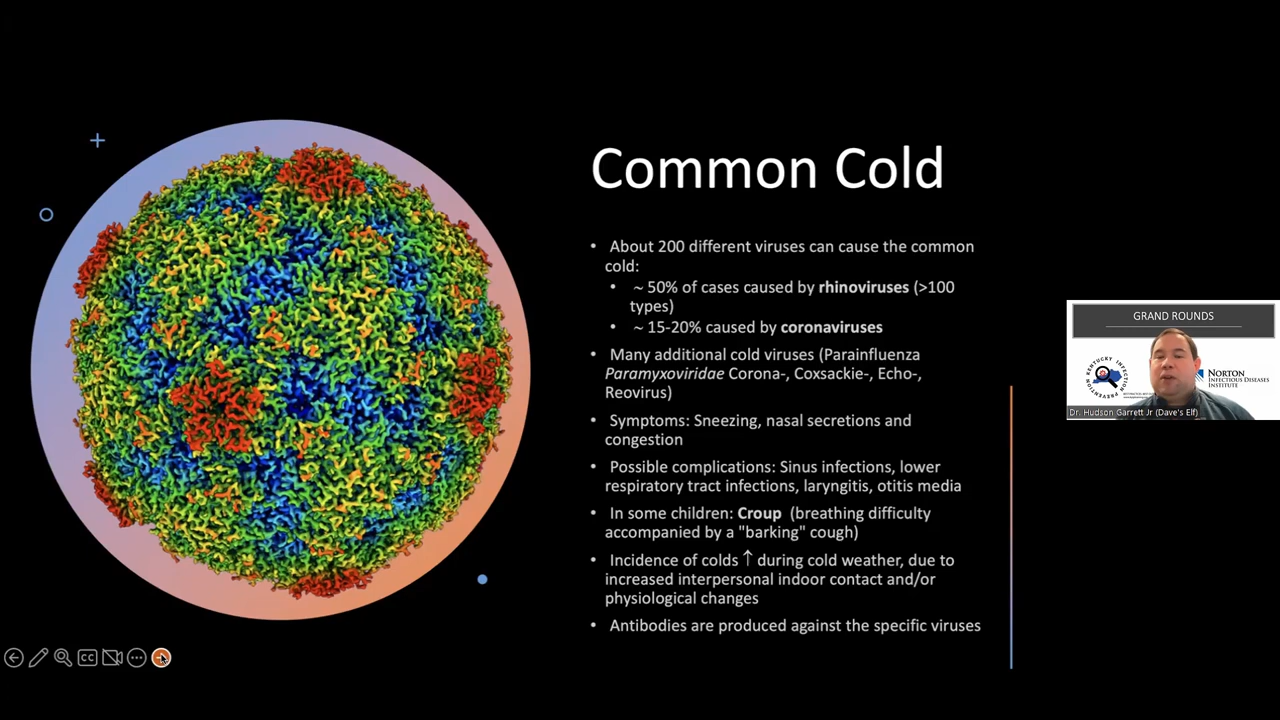 Common Cold
• About 200 different viruses can cause the common
cold:
• ~ 50% of cases caused by rhinoviruses (>100
types)
• ~ 15-20% caused by coronaviruses
• Many additional cold viruses (Parainfluenza
Paramyxoviridae Corona-, Coxsackie-, Echo-,
Reovirus)
• Symptoms: Sneezing, nasal secretions and
congestion
• Possible complications: Sinus infections, lower
respiratory tract infections, laryngitis, otitis media
• In some children: Croup (breathing difficulty
accompanied by a "barking" cough)
• Incidence of colds ↑ during cold weather, due to
increased interpersonal indoor contact and/or
physiological changes
• Antibodies are produced against the specific viruses
GRAND ROUNDS
KENTUCKY INFECTION PREVENTION
NORTON
INFECTIOUS DISEASES
INSTITUTE
Dr. Hudson Garrett Jr (Dave's Elf)
CC